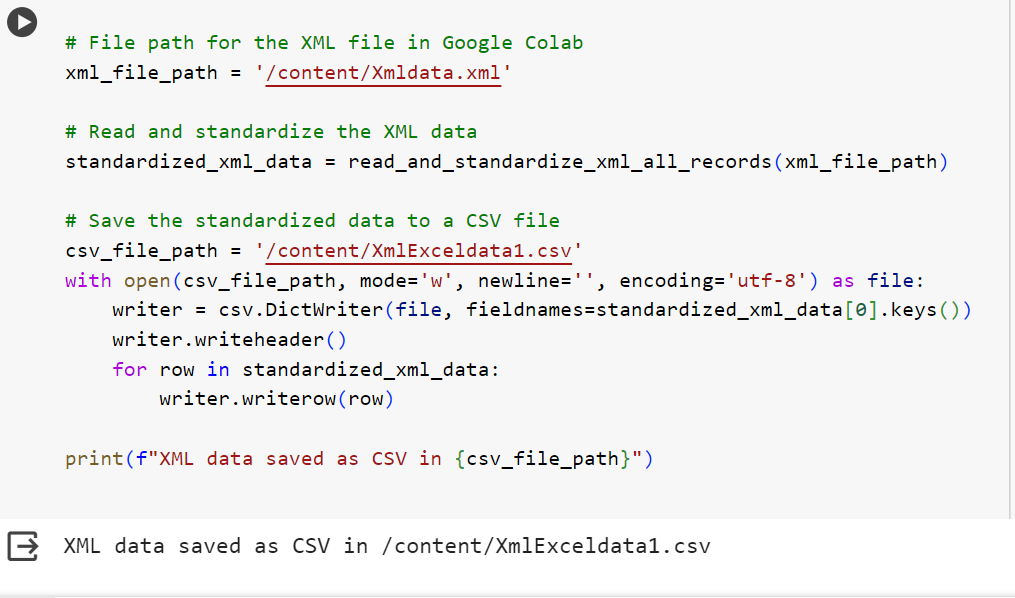 # File path for the XML file in Google Colab
xml_file_path = '/content/Xmldata.xml'
# Read and standardize the XML data
standardized_xml_data = read_and_standardize_xml_all_records(xml_file_path)
# Save the standardized data to a CSV file
csv_file_path = '/content/XmlExceldata1.csv'
with open(csv_file_path, mode='w', newline='', encoding='utf-8') as file:
    writer = csv.DictWriter(file, fieldnames=standardized_xml_data[0].keys())
    writer.writeheader()
    for row in standardized_xml_data:
        writer.writerow(row)
print(f"XML data saved as CSV in {csv_file_path}")
XML data saved as CSV in /content/XmlExceldata1.csv